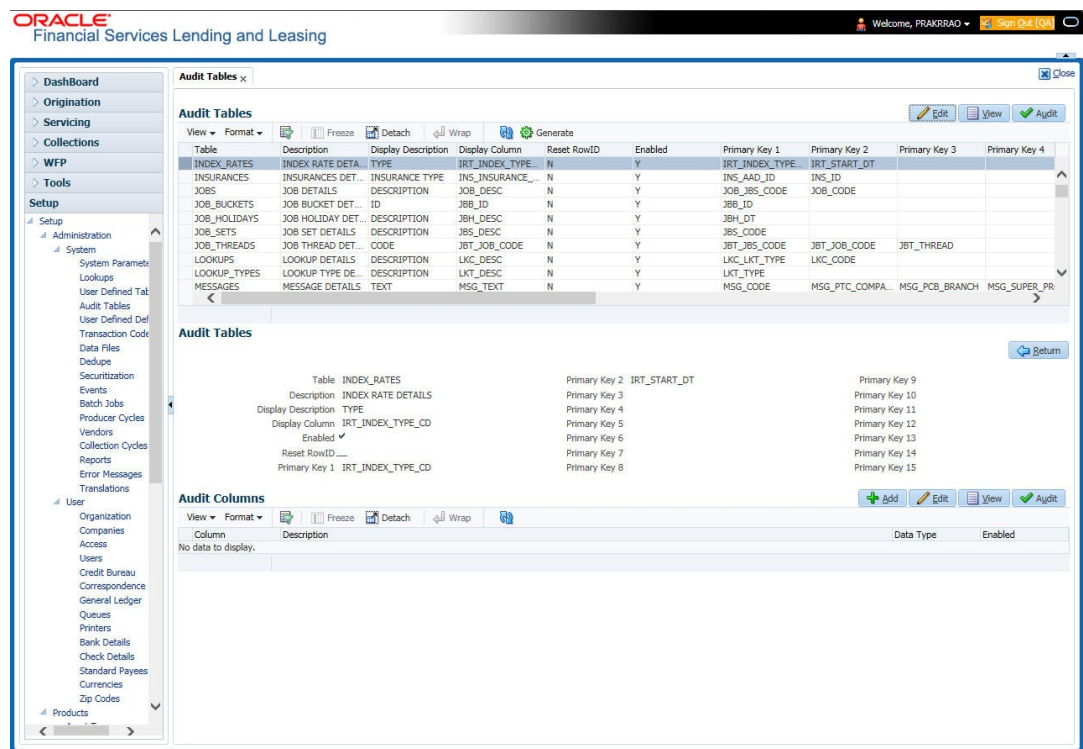 ORACLE
Financial Services Lending and Leasing
Welcome, PRAKRRAO
Sign Out [QA]
DashBoard
Origination
Servicing
Collections
WFP
Tools
Setup
Setup
Administration
System
System Paramete
Lookups
User Defined Tab
Audit Tables
User Defined Def
Transaction Code
Data Files
Dedupe
Securitization
Events
Batch Jobs
Producer Cycles
Vendors
Collection Cycles
Reports
Error Messages
Translations
User
Organization
Companies
Access
Users
Credit Bureau
Correspondence
General Ledger
Queues
Printers
Bank Details
Check Details
Standard Payees
Currencies
Zip Codes
Products
Audit Tables
Close
Audit Tables
Edit View Audit
View Format Freeze Detach Wrap Generate
Table Description Display Description Display Column Reset RowID Enabled Primary Key 1 Primary Key 2 Primary Key 3 Primary Key 4
INDEX_RATES INDEX RATE DETA... TYPE IRT_INDEX_TYPE... N Y IRT_INDEX_TYPE... IRT_START_DT
INSURANCES INSURANCES DET... INSURANCE TYPE INS_INSURANCE_... N Y INS_AAD_ID INS_ID
JOBS JOB DETAILS DESCRIPTION JOB_DESC N Y JOB_JBS_CODE JOB_CODE
JOB_BUCKETS JOB BUCKET DET... ID JBB_ID N Y JBB_ID
JOB_HOLIDAYS JOB HOLIDAY DET... DESCRIPTION JBH_DESC N Y JBH_DT
JOB_SETS JOB SET DETAILS DESCRIPTION JBS_DESC N Y JBS_CODE
JOB_THREADS JOB THREAD DET... CODE JBT_JOB_CODE N Y JBT_JBS_CODE JBT_JOB_CODE JBT_THREAD
LOOKUPS LOOKUP DETAILS DESCRIPTION LKC_DESC N Y LKC_LKT_TYPE LKC_CODE
LOOKUP_TYPES LOOKUP TYPE DE... DESCRIPTION LKT_DESC N Y LKT_TYPE
MESSAGES MESSAGE DETAILS TEXT MSG_TEXT N Y MSG_CODE MSG_PTC_COMPA... MSG_PCB_BRANCH MSG_SUPER_PR
Audit Tables
Return
Table INDEX_RATES Primary Key 2 IRT_START_DT Primary Key 9
Description INDEX RATE DETAILS Primary Key 3 Primary Key 10
Display Description TYPE Primary Key 4 Primary Key 11
Display Column IRT_INDEX_TYPE_CD Primary Key 5 Primary Key 12
Enabled Primary Key 6 Primary Key 13
Reset RowID Primary Key 7 Primary Key 14
Primary Key 1 IRT_INDEX_TYPE_CD Primary Key 8 Primary Key 15
Audit Columns
Add Edit View Audit
View Format Freeze Detach Wrap
Column Description Data Type Enabled
No data to display.